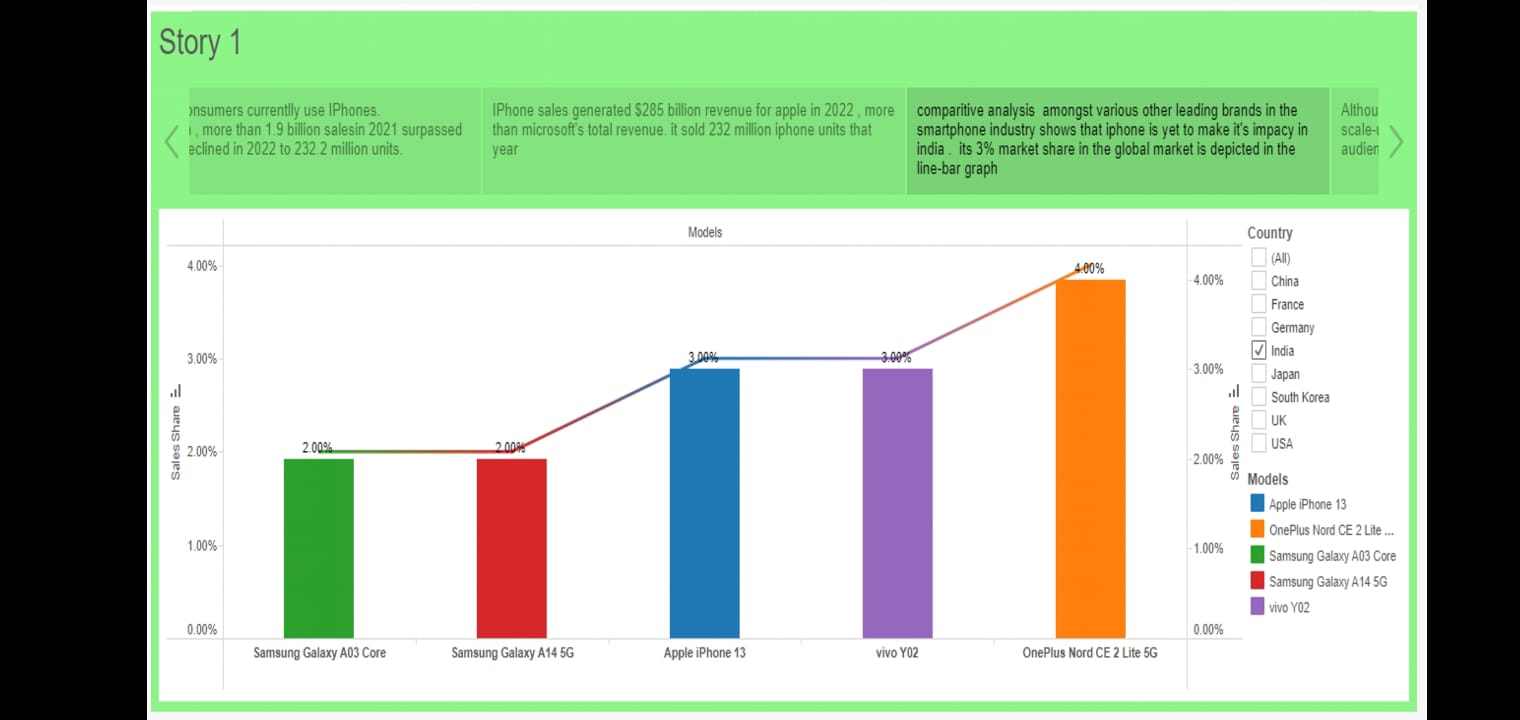 Story 1
onsumers currentlly use IPhones.
, more than 1.9 billion salesin 2021 surpassed
eclined in 2022 to 232.2 million units.
IPhone sales generated $285 billion revenue for apple in 2022 , more
than microsoft's total revenue. it sold 232 million iphone units that
year
comparitive analysis amongst various other leading brands in the
smartphone industry shows that iphone is yet to make it's impacy in
india . its 3% market share in the global market is depicted in the
line-bar graph
Althou
scale-
audien
Models
4.00%
3.00%
2.00%
1.00%
0.00%
Sales Share
2.00%
2.00%
3.00%
3.00%
4.00%
4.00%
3.00%
2.00%
1.00%
0.00%
Sales Share
Samsung Galaxy A03 Core
Samsung Galaxy A14 5G
Apple iPhone 13
vivo Y02
OnePlus Nord CE 2 Lite 5G
Country
(All)
China
France
Germany
India
Japan
South Korea
UK
USA
Models
Apple iPhone 13
OnePlus Nord CE 2 Lite ...
Samsung Galaxy A03 Core
Samsung Galaxy A14 5G
vivo Y02